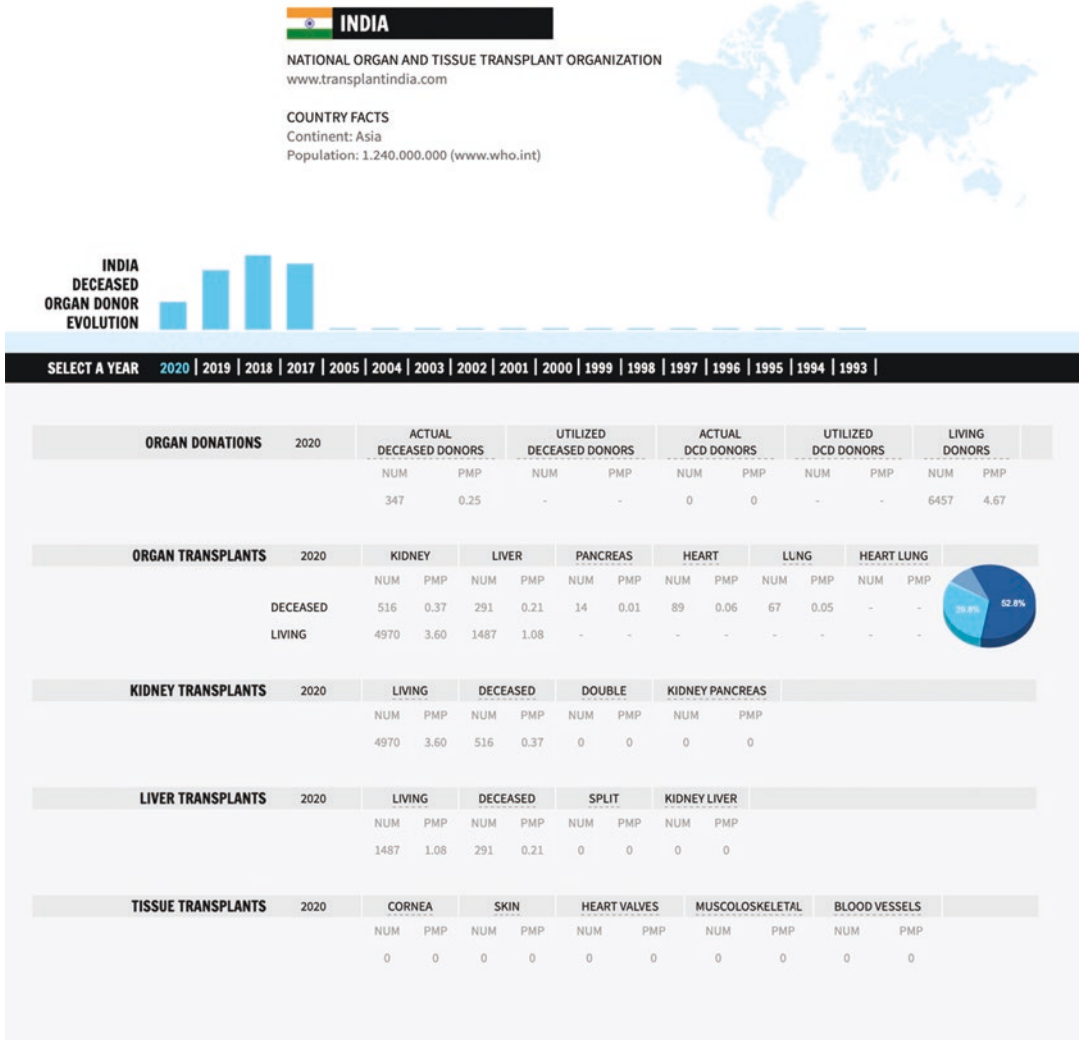 INDIA
NATIONAL ORGAN AND TISSUE TRANSPLANT ORGANIZATION
www.transplantindia.com
COUNTRY FACTS
Continent: Asia
Population: 1.240.000.000 (www.who.int)
INDIA
DECEASED
ORGAN DONOR
EVOLUTION
SELECT A YEAR 2020 | 2019 | 2018 | 2017 | 2005 | 2004 | 2003 | 2002 | 2001 | 2000 | 1999 | 1998 | 1997 | 1996 | 1995 | 1994 | 1993 |
ORGAN DONATIONS 2020 ACTUAL DECEASED DONORS UTILIZED DECEASED DONORS ACTUAL DCD DONORS UTILIZED DCD DONORS LIVING DONORS
NUM PMP NUM PMP NUM PMP NUM PMP NUM PMP
347 0.25 - - 0 0 - - 6457 4.67
ORGAN TRANSPLANTS 2020 KIDNEY LIVER PANCREAS HEART LUNG HEART LUNG
NUM PMP NUM PMP NUM PMP NUM PMP NUM PMP NUM PMP
DECEASED 516 0.37 291 0.21 14 0.01 89 0.06 67 0.05 - -
LIVING 4970 3.60 1487 1.08 - - - - - - - -
29.8% 52.8%
KIDNEY TRANSPLANTS 2020 LIVING DECEASED DOUBLE KIDNEY PANCREAS
NUM PMP NUM PMP NUM PMP NUM PMP
4970 3.60 516 0.37 0 0 0 0
LIVER TRANSPLANTS 2020 LIVING DECEASED SPLIT KIDNEY LIVER
NUM PMP NUM PMP NUM PMP NUM PMP
1487 1.08 291 0.21 0 0 0 0
TISSUE TRANSPLANTS 2020 CORNEA SKIN HEART VALVES MUSCOLOSKELETAL BLOOD VESSELS
NUM PMP NUM PMP NUM PMP NUM PMP NUM PMP
0 0 0 0 0 0 0 0 0 0